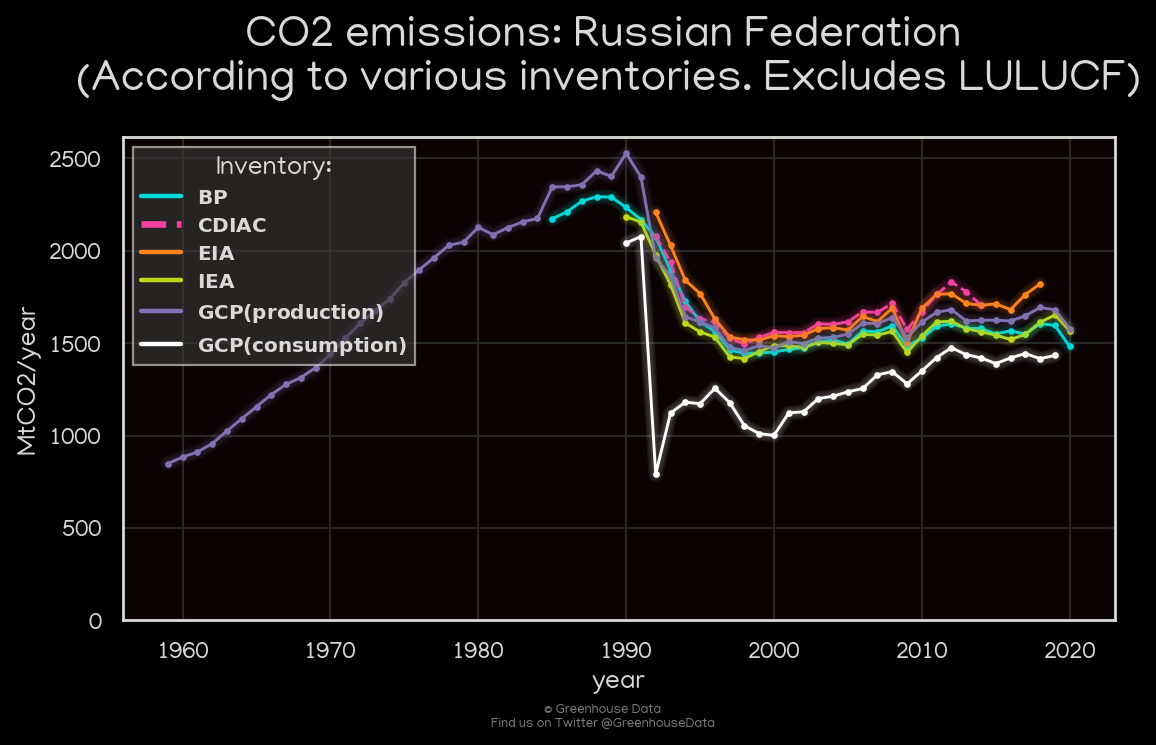 CO2 emissions: Russian Federation
(According to various inventories. Excludes LULUCF)
Inventory:
BP
CDIAC
EIA
IEA
GCP(production)
GCP(consumption)
MtCO2/year
2500
2000
1500
1000
500
0
1960 1970 1980 1990 2000 2010 2020
year
© Greenhouse Data
Find us on Twitter @GreenhouseData